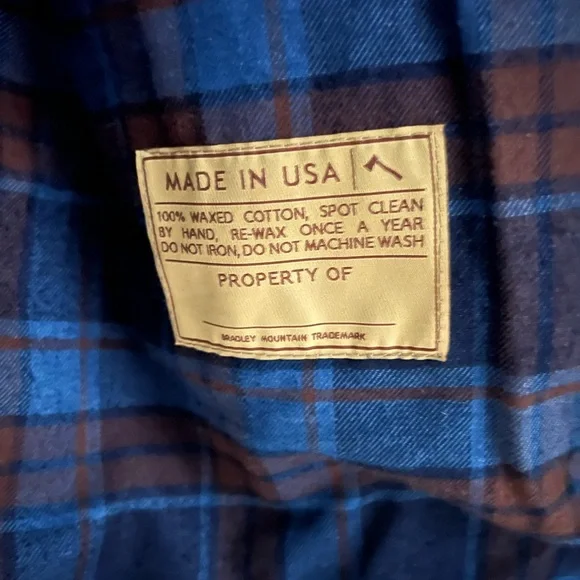 MADE IN USA
100% WAXED COTTON, SPOT CLEAN
BY HAND, RE-WAX ONCE A YEAR
DO NOT IRON, DO NOT MACHINE WASH
PROPERTY OF
BRADLEY MOUNTAIN TRADEMARK